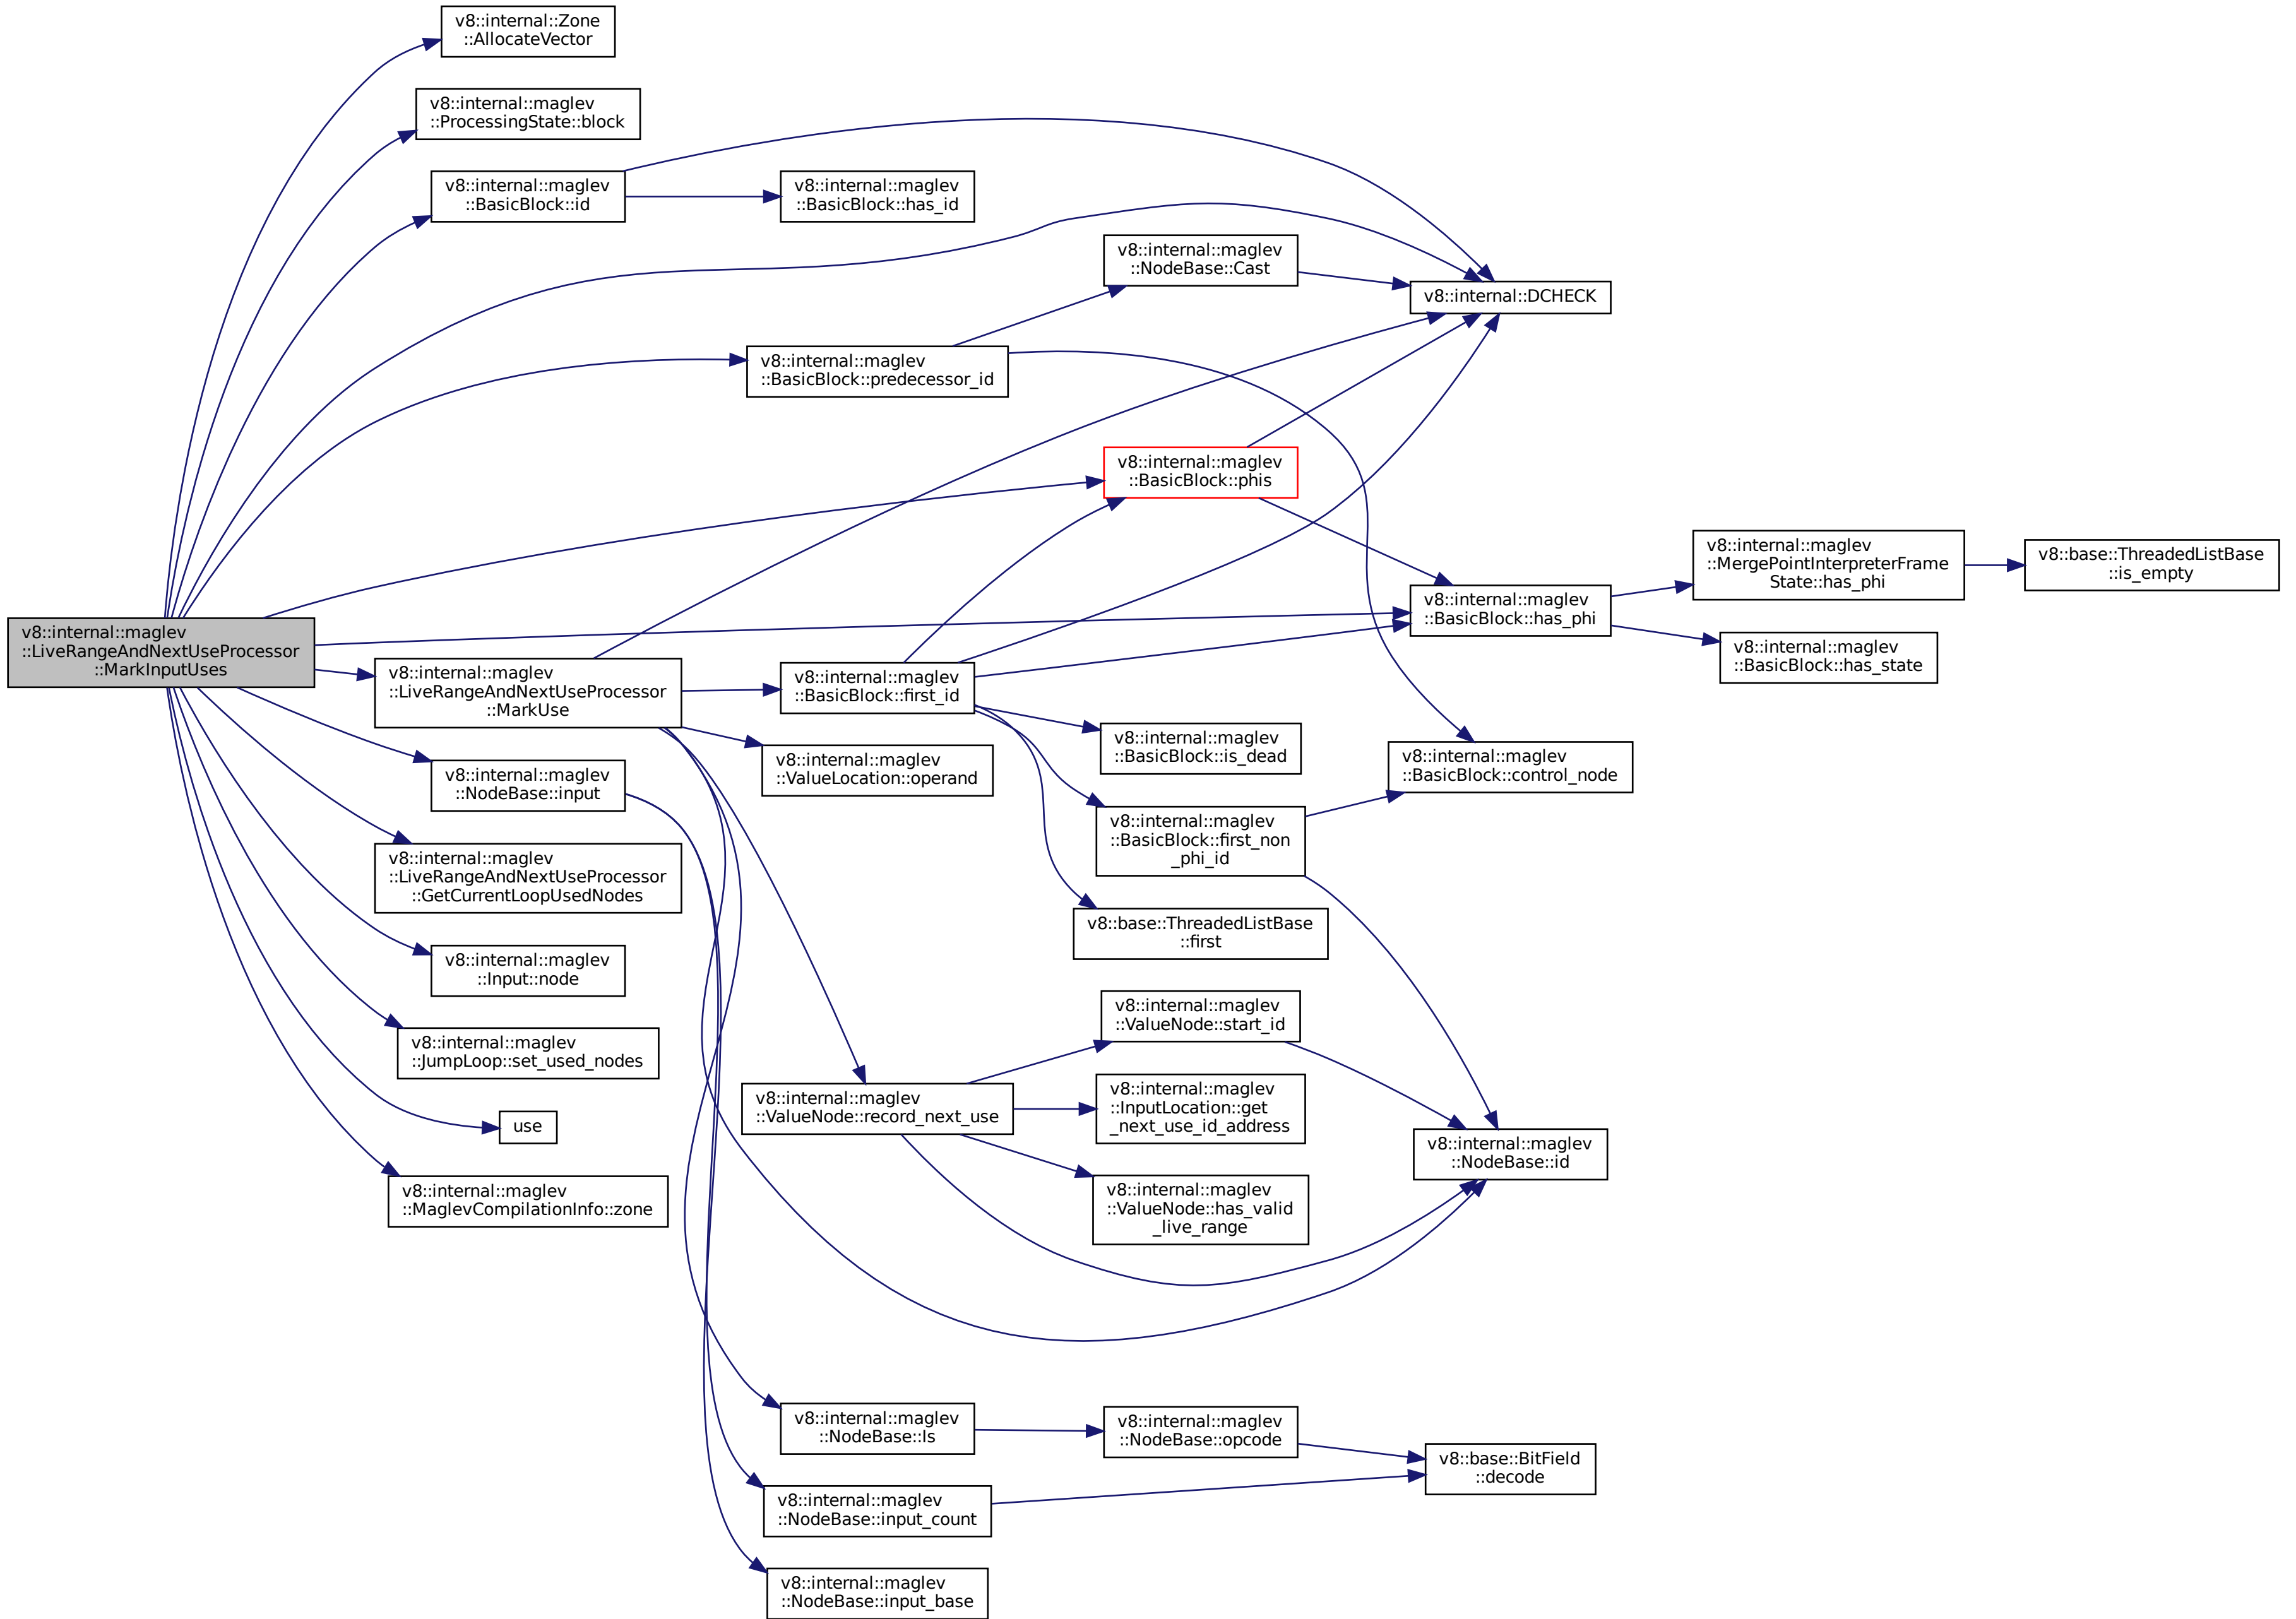 v8::internal::Zone
::AllocateVector
v8::internal::maglev
::ProcessingState::block
v8::internal::maglev
::BasicBlock::id
v8::internal::maglev
::BasicBlock::has_id
v8::internal::maglev
::NodeBase::Cast
v8::internal::DCHECK
v8::internal::maglev
::BasicBlock::predecessor_id
v8::internal::maglev
::BasicBlock::phis
v8::internal::maglev
::MergePointInterpreterFrame
State::has_phi
v8::base::ThreadedListBase
::is_empty
v8::internal::maglev
::BasicBlock::has_phi
v8::internal::maglev
::BasicBlock::has_state
v8::internal::maglev
::LiveRangeAndNextUseProcessor
::MarkInputUses
v8::internal::maglev
::LiveRangeAndNextUseProcessor
::MarkUse
v8::internal::maglev
::BasicBlock::first_id
v8::internal::maglev
::BasicBlock::is_dead
v8::internal::maglev
::ValueLocation::operand
v8::internal::maglev
::BasicBlock::control_node
v8::internal::maglev
::NodeBase::input
v8::internal::maglev
::BasicBlock::first_non
_phi_id
v8::internal::maglev
::LiveRangeAndNextUseProcessor
::GetCurrentLoopUsedNodes
v8::base::ThreadedListBase
::first
v8::internal::maglev
::Input::node
v8::internal::maglev
::ValueNode::start_id
v8::internal::maglev
::JumpLoop::set_used_nodes
v8::internal::maglev
::ValueNode::record_next_use
v8::internal::maglev
::InputLocation::get
_next_use_id_address
use
v8::internal::maglev
::NodeBase::id
v8::internal::maglev
::MaglevCompilationInfo::zone
v8::internal::maglev
::ValueNode::has_valid
_live_range
v8::internal::maglev
::NodeBase::Is
v8::internal::maglev
::NodeBase::opcode
v8::base::BitField
::decode
v8::internal::maglev
::NodeBase::input_count
v8::internal::maglev
::NodeBase::input_base